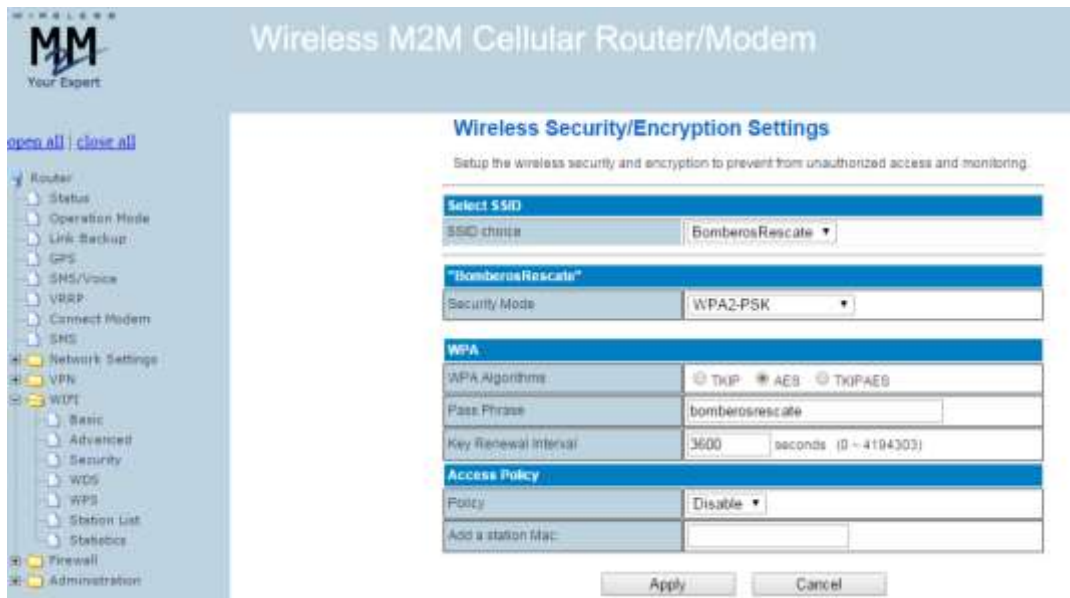 WIRELESS
M2M
Your Expert
Wireless M2M Cellular Router/Modem
open all | close all
Router
Status
Operation Mode
Link Backup
GPS
SMS/Voice
VRRP
Connect Modem
SMS
Network Settings
VPN
WIFI
Basic
Advanced
Security
WDS
WPS
Station List
Statistics
Firewall
Administration
Wireless Security/Encryption Settings
Setup the wireless security and encryption to prevent from unauthorized access and monitoring.
Select SSID
SSID choice BomberosRescate
"BomberosRescate"
Security Mode WPA2-PSK
WPA
WPA Algorithms TKIP AES TKIPAES
Pass Phrase bomberosrescate
Key Renewal Interval 3600 seconds (0 ~ 4194303)
Access Policy
Policy Disable
Add a station Mac:
Apply Cancel